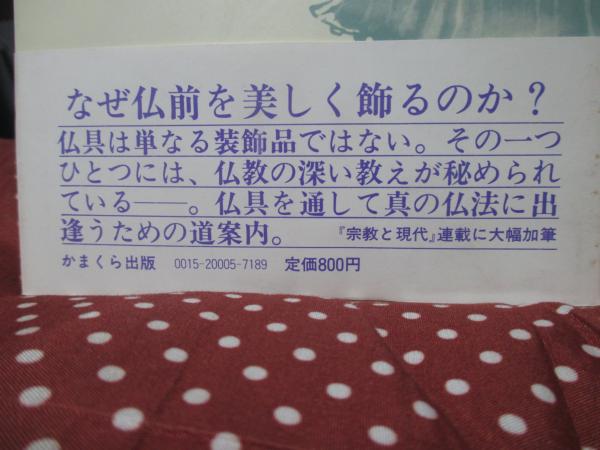 なぜ仏前を美しく飾るのか？
仏具は単なる装飾品ではない。その一つ
ひとつには、仏教の深い教えが秘められ
ている――。仏具を通して真の仏法に出
逢うための道案内。 『宗教と現代』連載に大幅加筆
かまくら出版 0015-20005-7189 定価800円